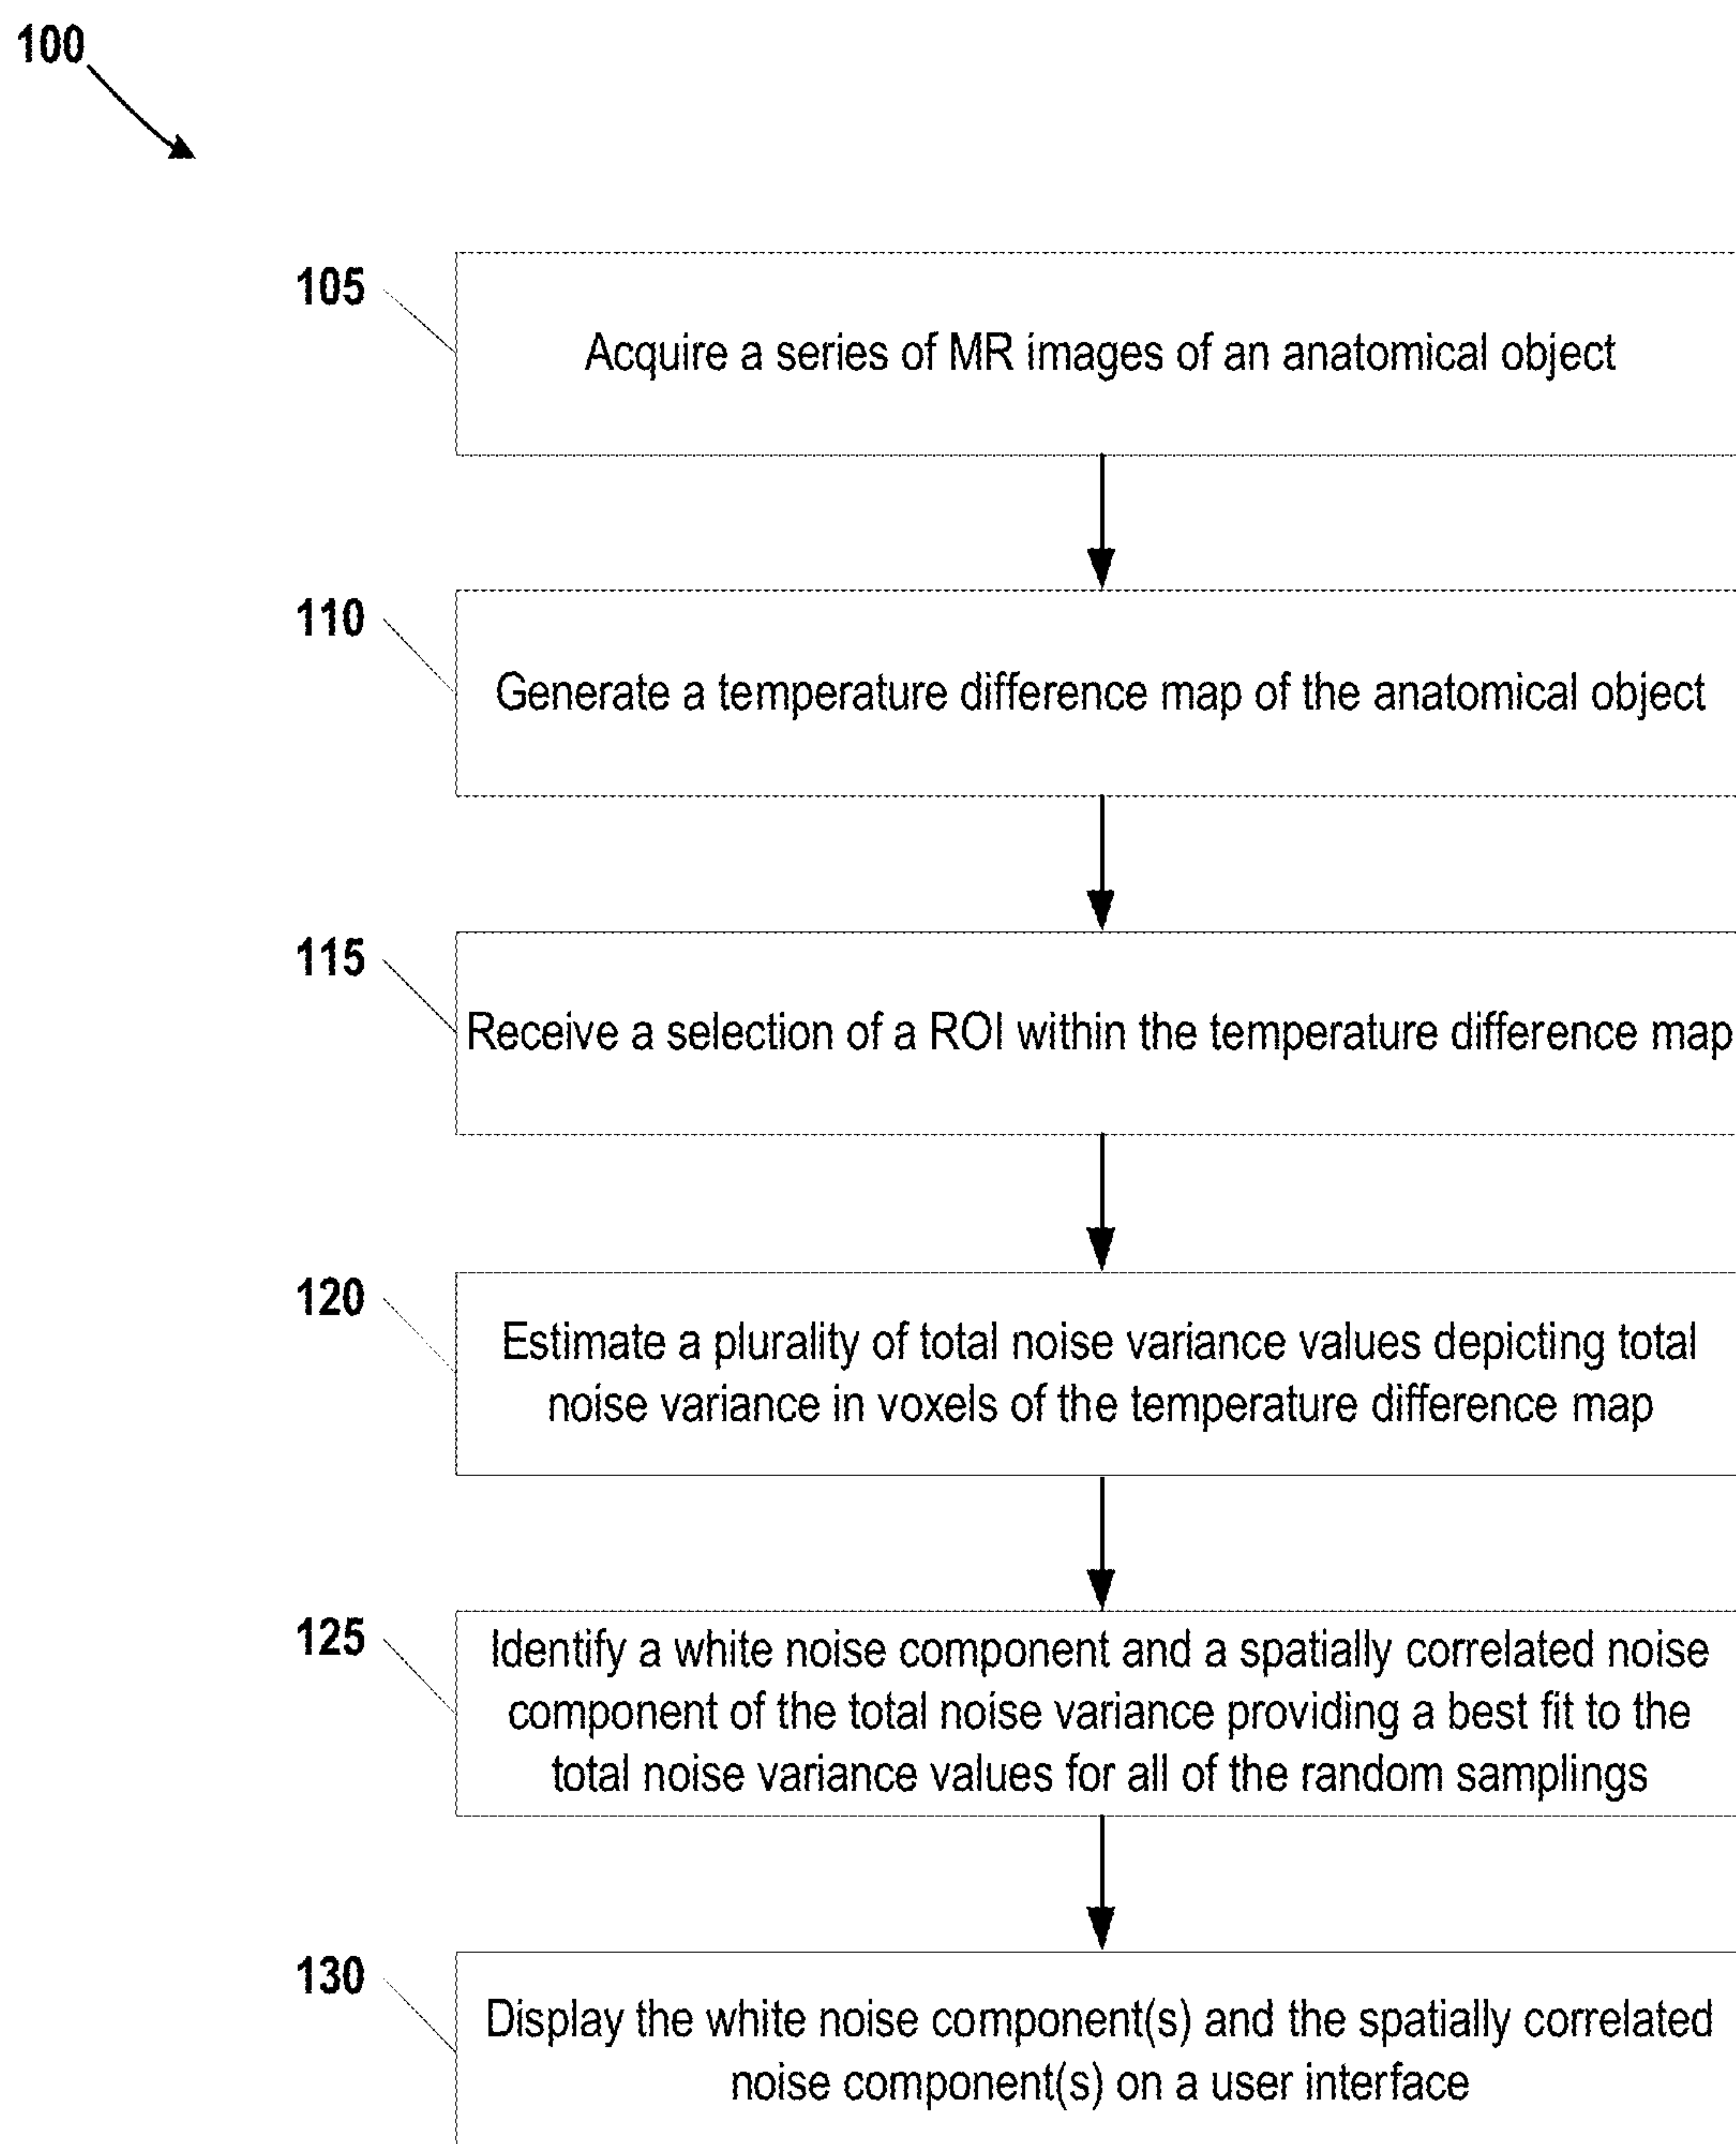 100
105
Acquire a series of MR images of an anatomical object
110
Generate a temperature difference map of the anatomical object
115
Receive a selection of a ROI within the temperature difference map
120
Estimate a plurality of total noise variance values depicting total
noise variance in voxels of the temperature difference map
125
Identify a white noise component and a spatially correlated noise
component of the total noise variance providing a best fit to the
total noise variance values for all of the random samplings
130
Display the white noise component(s) and the spatially correlated
noise component(s) on a user interface